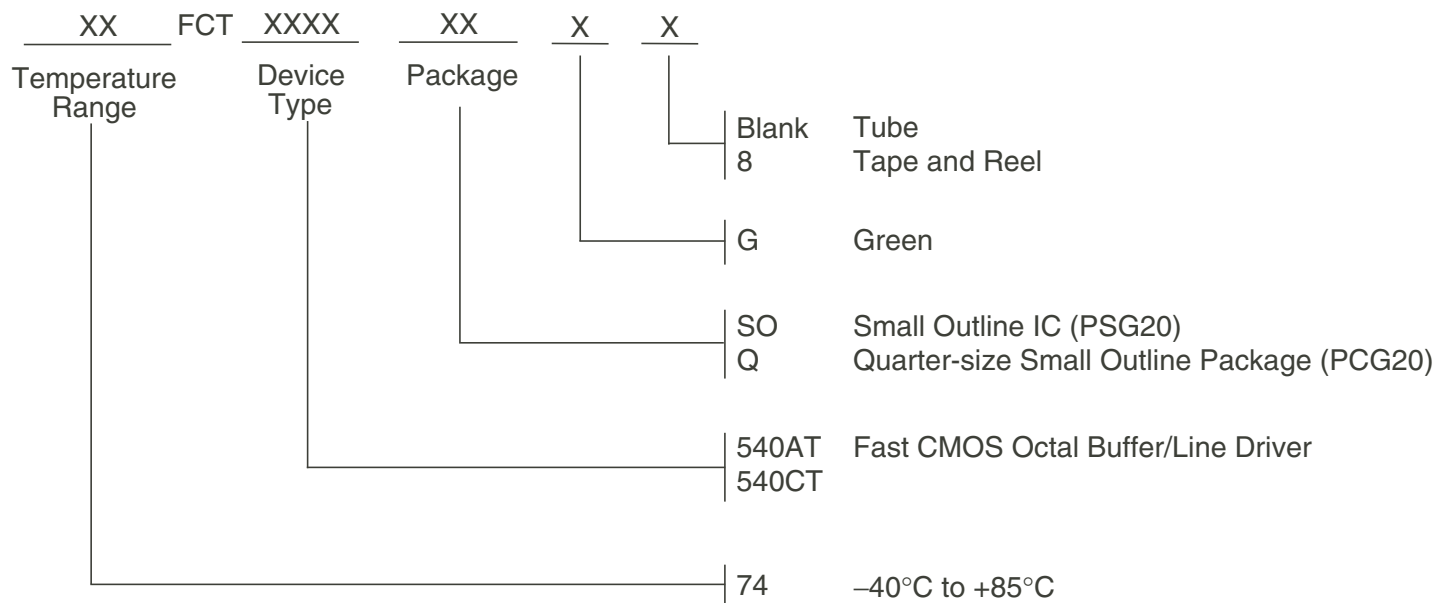 XX FCT XXXX XX X X
Temperature Range
Device Type
Package
Blank Tube
8 Tape and Reel
G Green
SO Small Outline IC (PSG20)
Q Quarter-size Small Outline Package (PCG20)
540AT Fast CMOS Octal Buffer/Line Driver
540CT
74 –40°C to +85°C